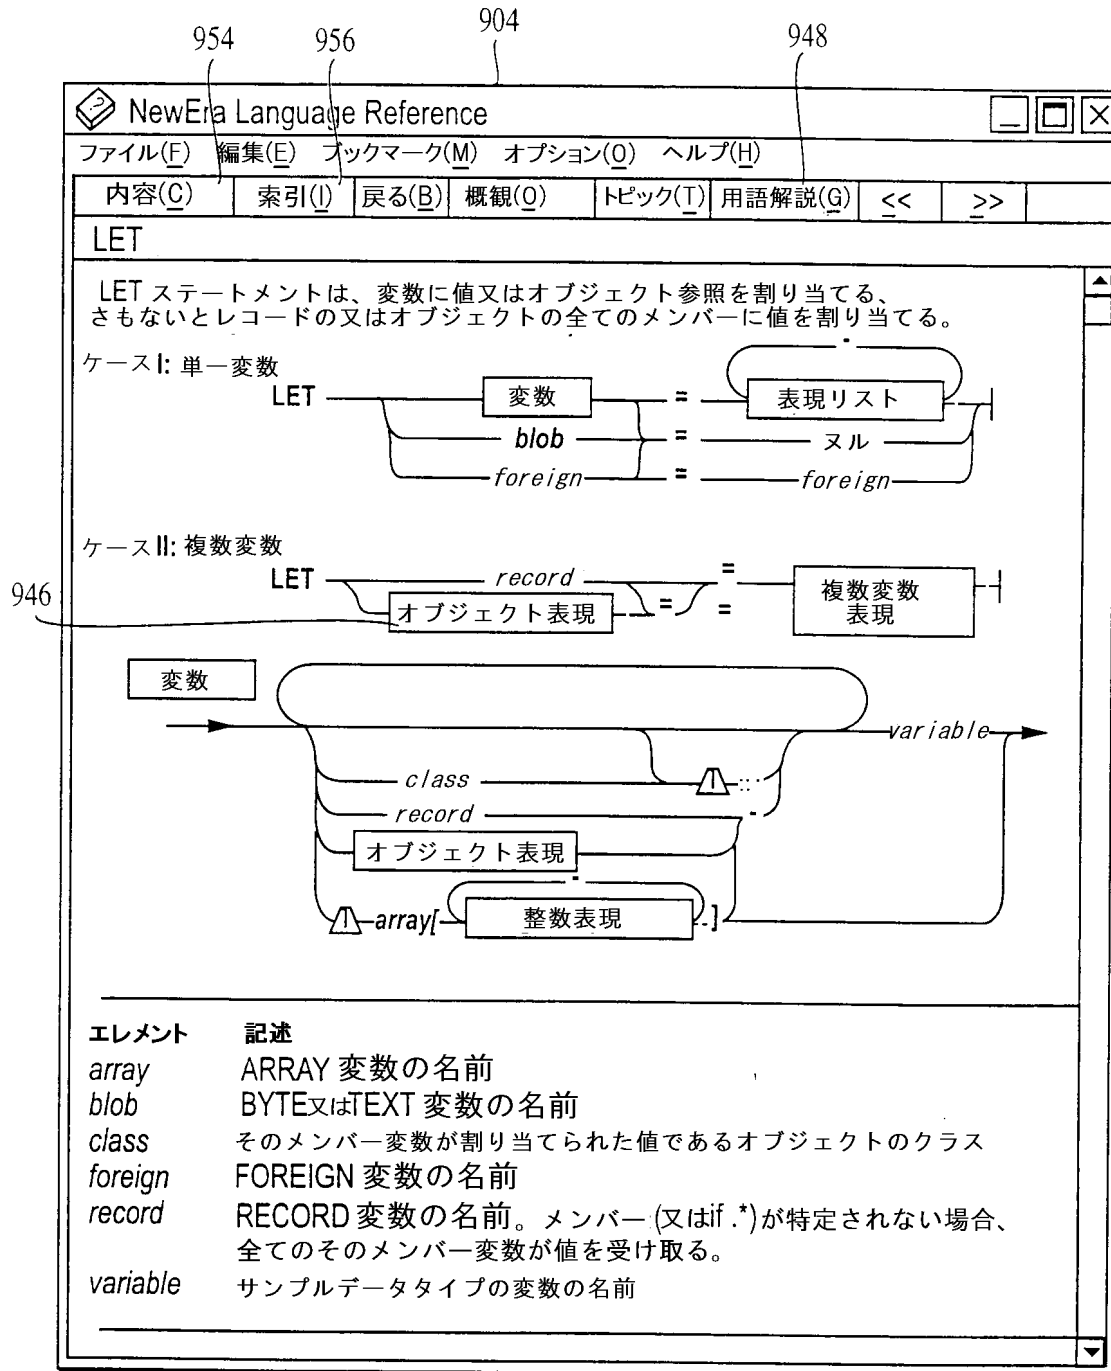 954 956 904 948
NewEra Language Reference
ファイル(F) 編集(E) ブックマーク(M) オプション(O) ヘルプ(H)
内容(C) 索引(I) 戻る(B) 概観(O) トピック(T) 用語解説(G) << >>
LET
LET ステートメントは、変数に値又はオブジェクト参照を割り当てる、
さもないとレコードの又はオブジェクトの全てのメンバーに値を割り当てる。
ケースI: 単一変数
LET 変数 = 表現リスト
blob = ヌル
foreign = foreign
ケースII: 複数変数
LET record = 複数変数
946 オブジェクト表現 = = 表現
変数
variable
class ::
record
オブジェクト表現
array[ 整数表現 ]
エレメント 記述
array ARRAY 変数の名前
blob BYTE又はTEXT 変数の名前
class そのメンバー変数が割り当てられた値であるオブジェクトのクラス
foreign FOREIGN 変数の名前
record RECORD 変数の名前。メンバー(又はif .*)が特定されない場合、
全てのそのメンバー変数が値を受け取る。
variable サンプルデータタイプの変数の名前